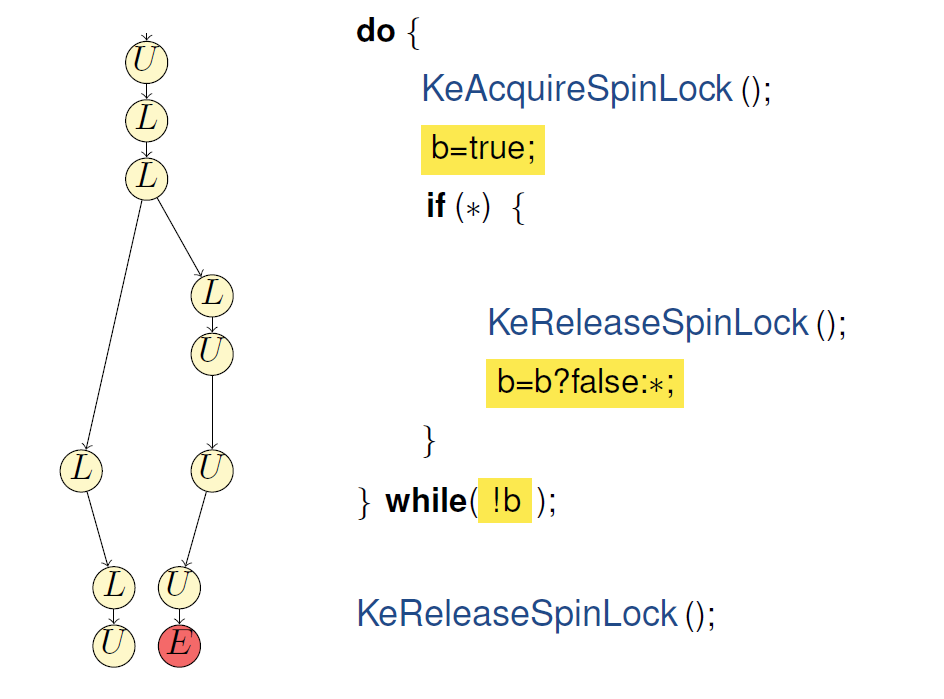 U
do {
L
KeAcquireSpinLock ();
L
b=true;
if (∗) {
L
U
KeReleaseSpinLock ();
b=b?false:∗;
}
L
U
} while( !b );
L
U
U
E
KeReleaseSpinLock ();